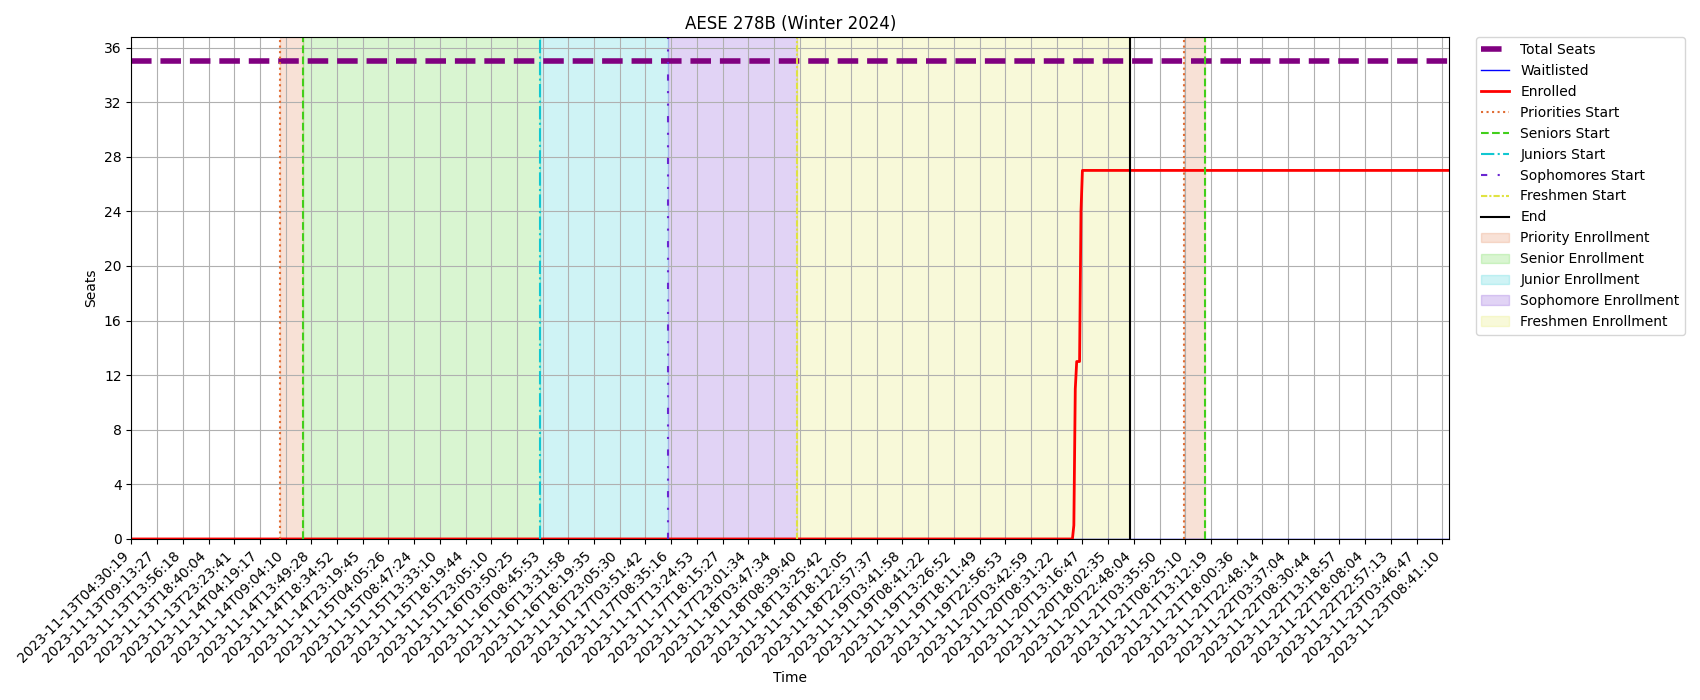 AESE 278B (Winter 2024)
36
32
28
24
20
16
12
8
4
0
Seats
2023-11-13T04:30:19
2023-11-13T09:13:27
2023-11-13T13:56:18
2023-11-13T18:40:04
2023-11-13T23:23:41
2023-11-14T04:19:17
2023-11-14T09:04:10
2023-11-14T13:49:28
2023-11-14T18:34:52
2023-11-14T23:19:45
2023-11-15T04:05:26
2023-11-15T08:47:24
2023-11-15T13:33:10
2023-11-15T18:19:44
2023-11-15T23:05:10
2023-11-16T03:50:25
2023-11-16T08:45:53
2023-11-16T13:31:58
2023-11-16T18:19:35
2023-11-16T23:05:30
2023-11-17T03:51:42
2023-11-17T08:35:16
2023-11-17T13:24:53
2023-11-17T18:15:27
2023-11-17T23:01:34
2023-11-18T03:47:34
2023-11-18T08:39:40
2023-11-18T13:25:42
2023-11-18T18:12:05
2023-11-18T22:57:37
2023-11-19T03:41:58
2023-11-19T08:41:22
2023-11-19T13:26:52
2023-11-19T18:11:49
2023-11-19T22:56:53
2023-11-20T03:42:59
2023-11-20T08:31:22
2023-11-20T13:16:47
2023-11-20T18:02:35
2023-11-20T22:48:04
2023-11-21T03:35:50
2023-11-21T08:25:10
2023-11-21T13:12:19
2023-11-21T18:00:36
2023-11-21T22:48:14
2023-11-22T03:37:04
2023-11-22T08:30:44
2023-11-22T13:18:57
2023-11-22T18:08:04
2023-11-22T22:57:13
2023-11-23T03:46:47
2023-11-23T08:41:10
Time
Total Seats
Waitlisted
Enrolled
Priorities Start
Seniors Start
Juniors Start
Sophomores Start
Freshmen Start
End
Priority Enrollment
Senior Enrollment
Junior Enrollment
Sophomore Enrollment
Freshmen Enrollment